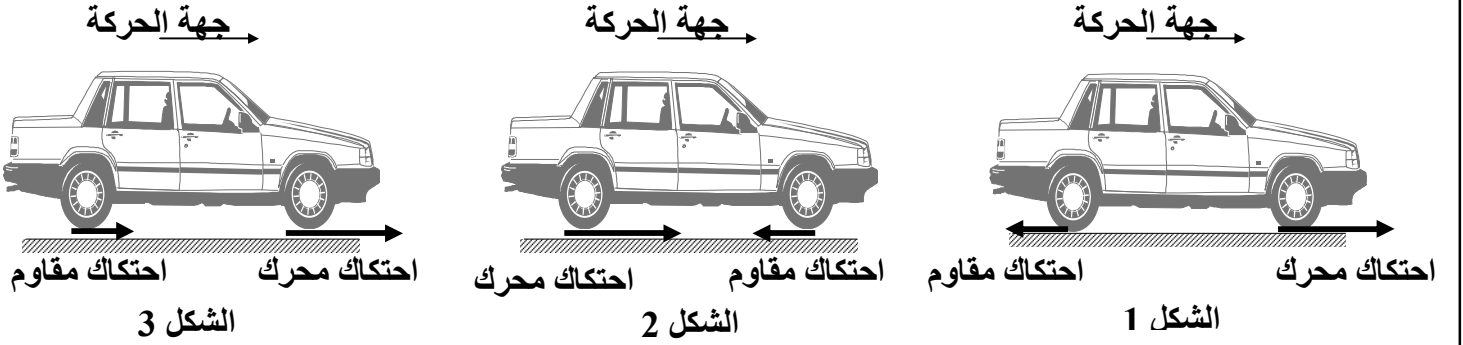 جهة الحركة
احتكاك محرك
احتكاك مقاوم
الشكل 1
جهة الحركة
احتكاك مقاوم
احتكاك محرك
الشكل 2
جهة الحركة
احتكاك محرك
احتكاك مقاوم
الشكل 3